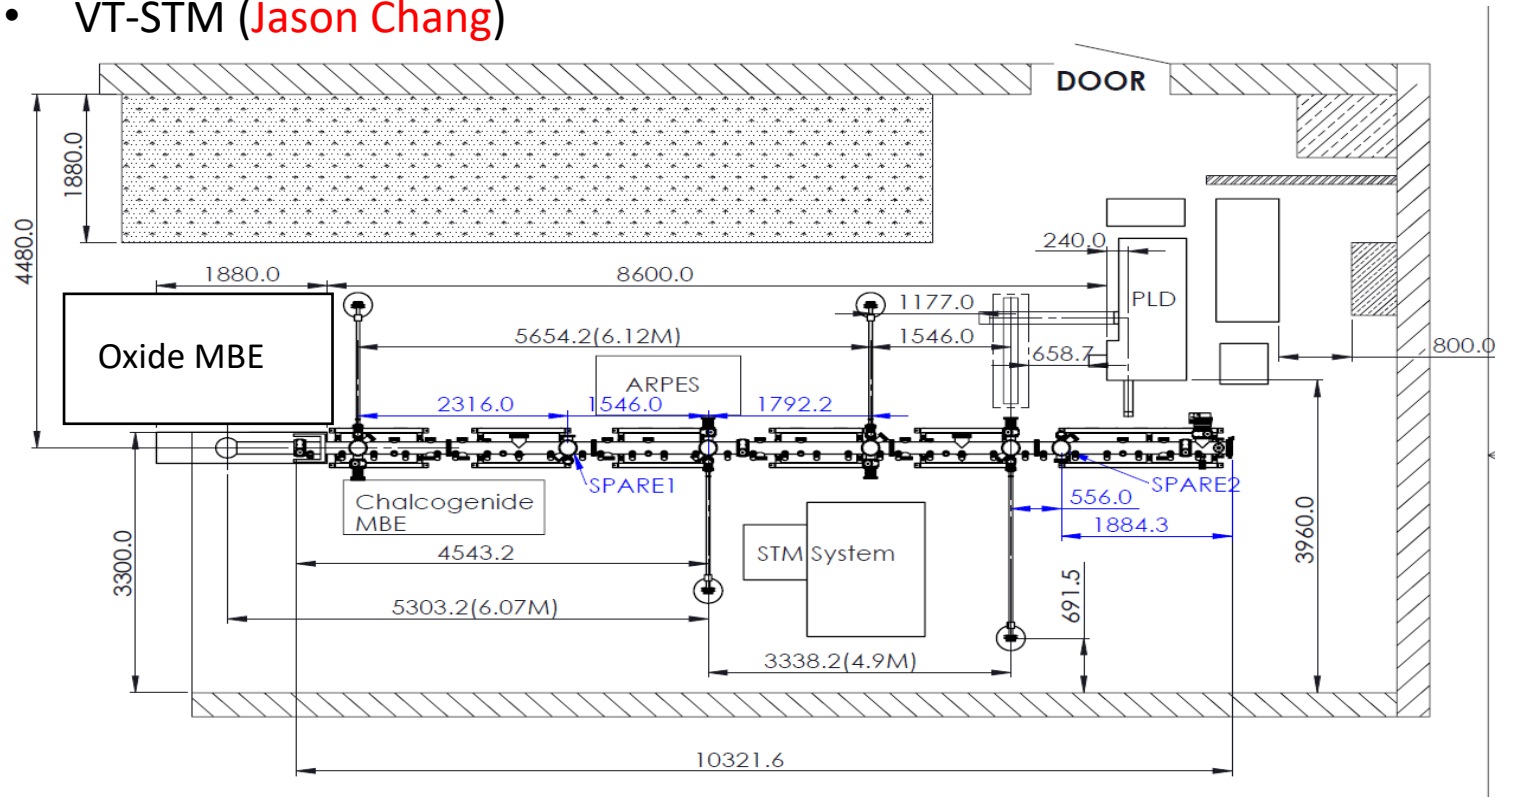 • VT-STM (Jason Chang)
DOOR
1880.0
4480.0
240.0
1880.0
8600.0
PLD
1177.0
5654.2(6.12M)
1546.0
Oxide MBE
658.7
800.0
ARPES
2316.0
1546.0
1792.2
SPARE1
SPARE2
Chalcogenide
MBE
556.0
1884.3
4543.2
STM System
3960.0
3300.0
691.5
5303.2(6.07M)
3338.2(4.9M)
10321.6